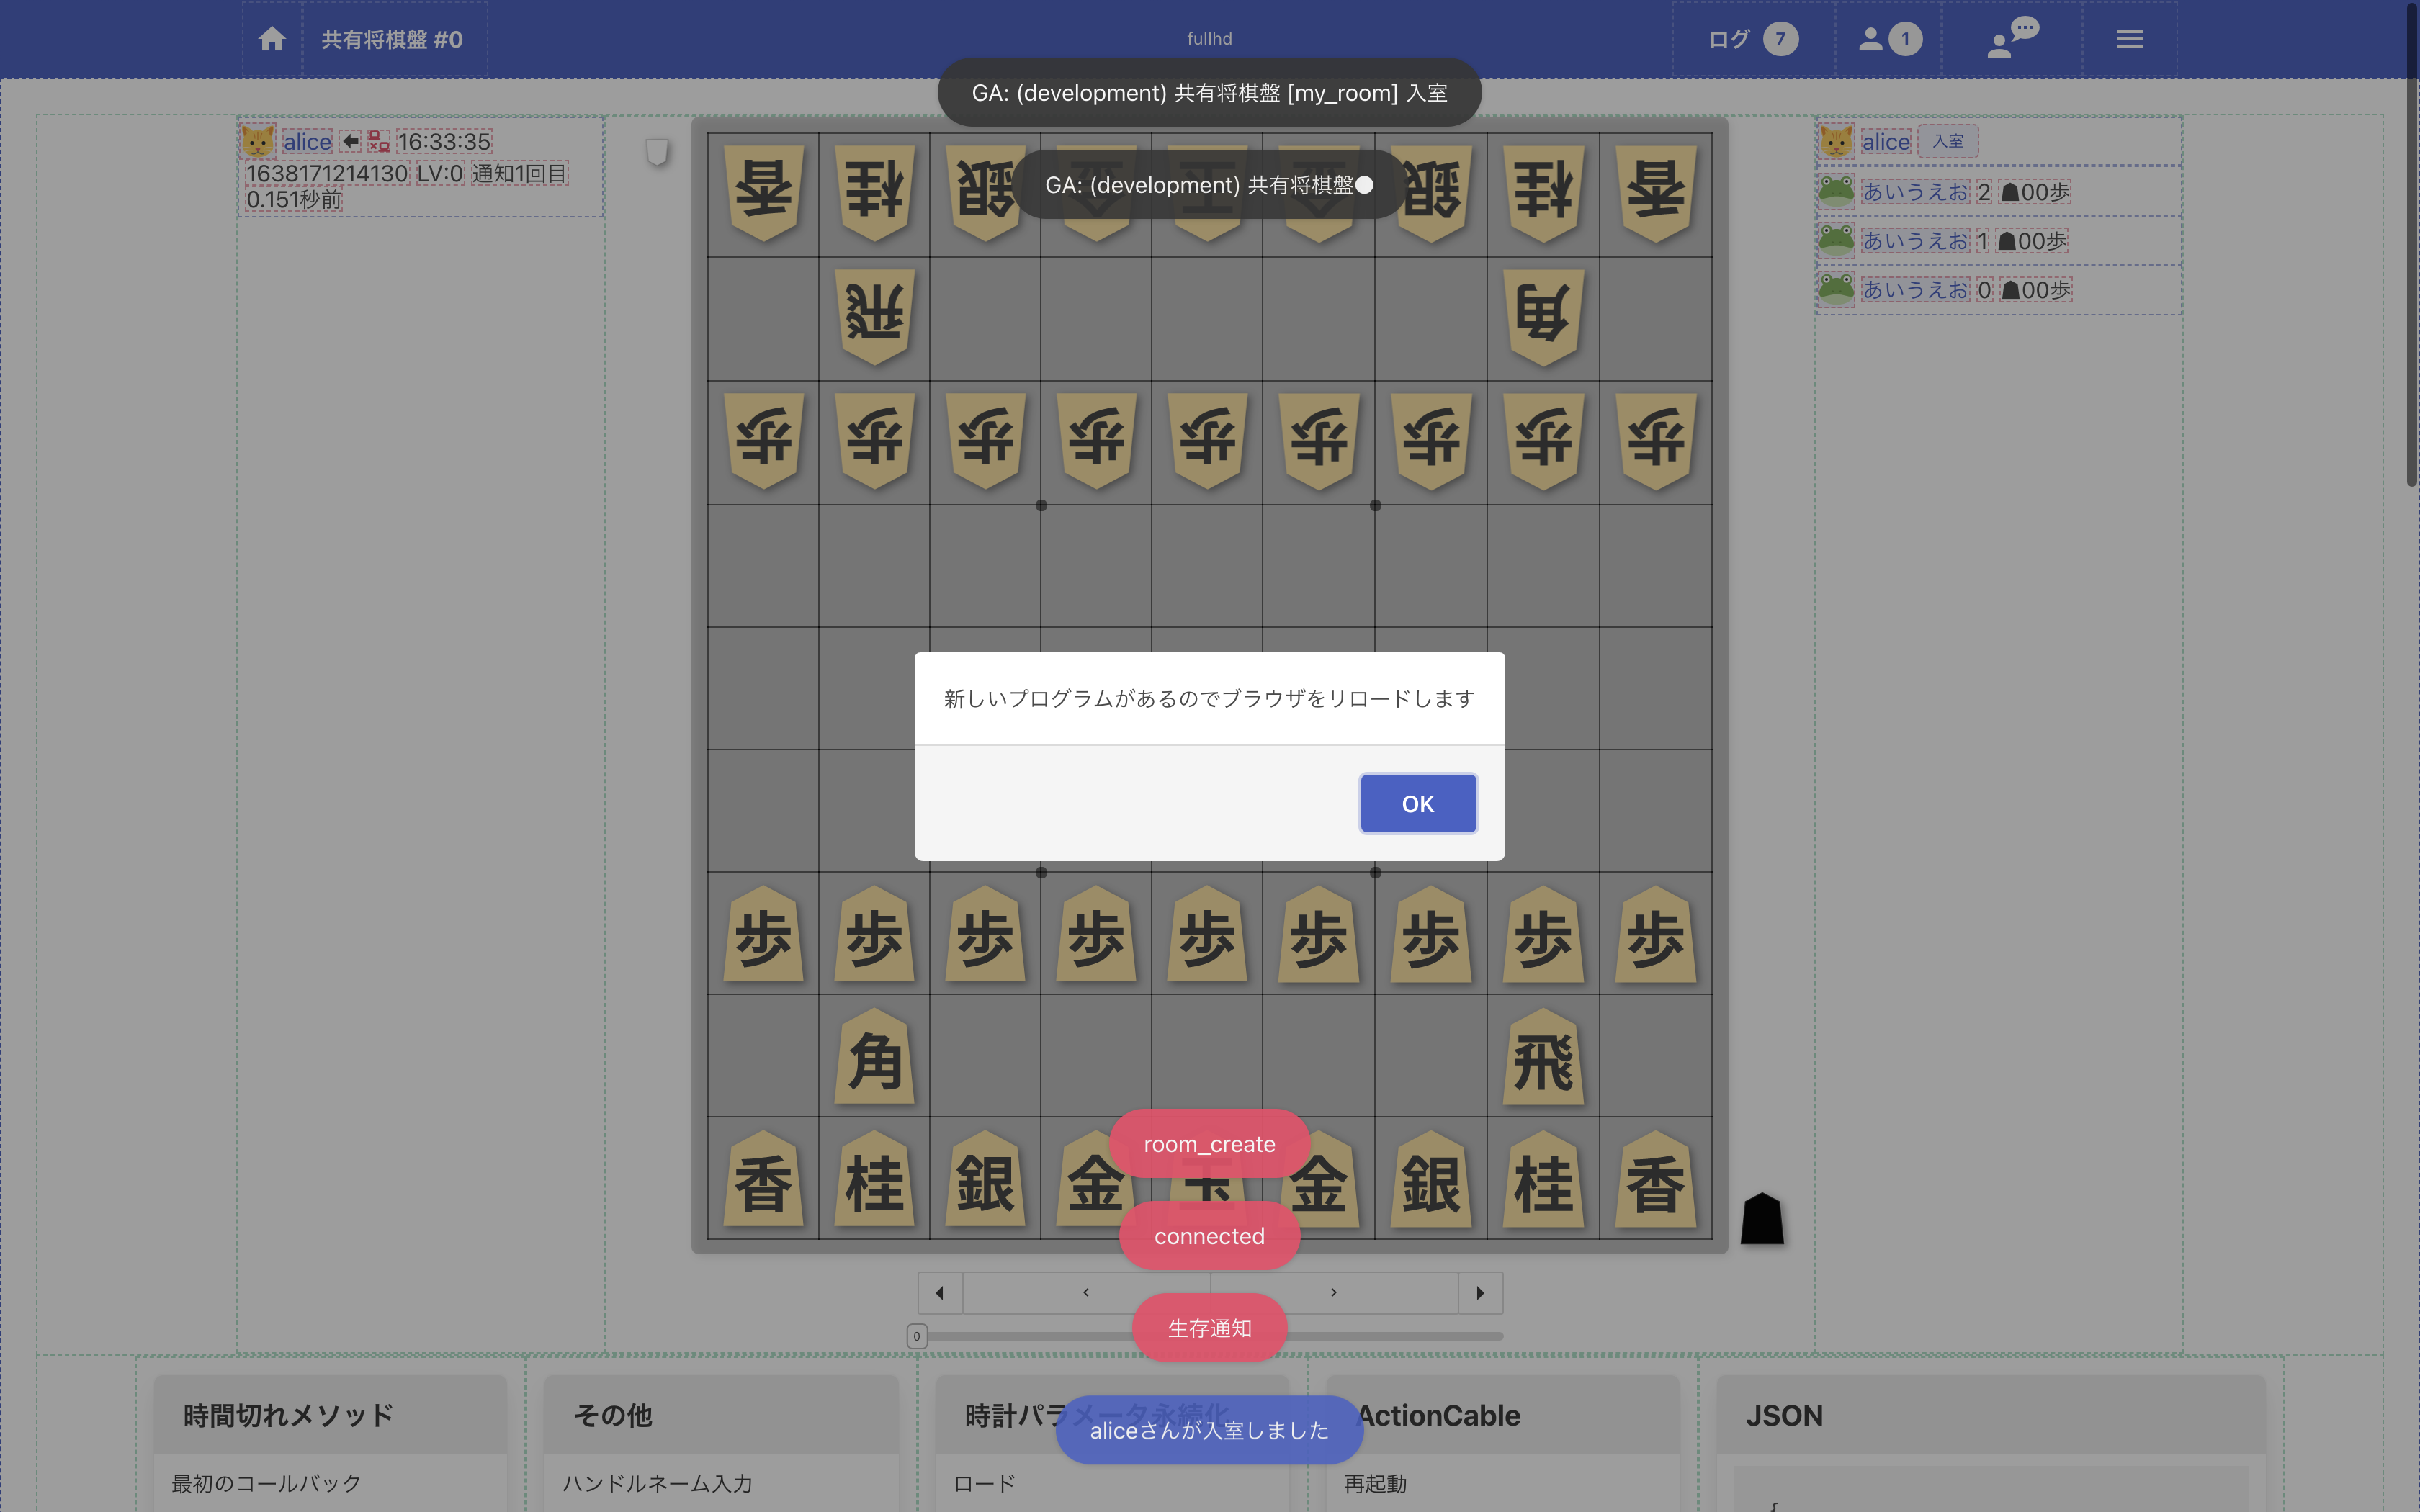 共有将棋盤 #0
fullhd
ログ 7
1
GA: (development) 共有将棋盤 [my_room] 入室
GA: (development) 共有将棋盤●
alice 16:33:35
1638171214130 LV:0 通知1回目
0.151秒前
alice 入室
あいうえお 2 ☗00歩
あいうえお 1 ☗00歩
あいうえお 0 ☗00歩
香 桂 銀 金 王 金 銀 桂 香
飛 角
歩 歩 歩 歩 歩 歩 歩 歩 歩
新しいプログラムがあるのでブラウザをリロードします
OK
歩 歩 歩 歩 歩 歩 歩 歩 歩
角 飛
香 桂 銀 金 玉 金 銀 桂 香
room_create
connected
生存通知
0
aliceさんが入室しました
時間切れメソッド
その他
時計パラメータ永続化
ActionCable
JSON
最初のコールバック
ハンドルネーム入力
ロード
再起動
{